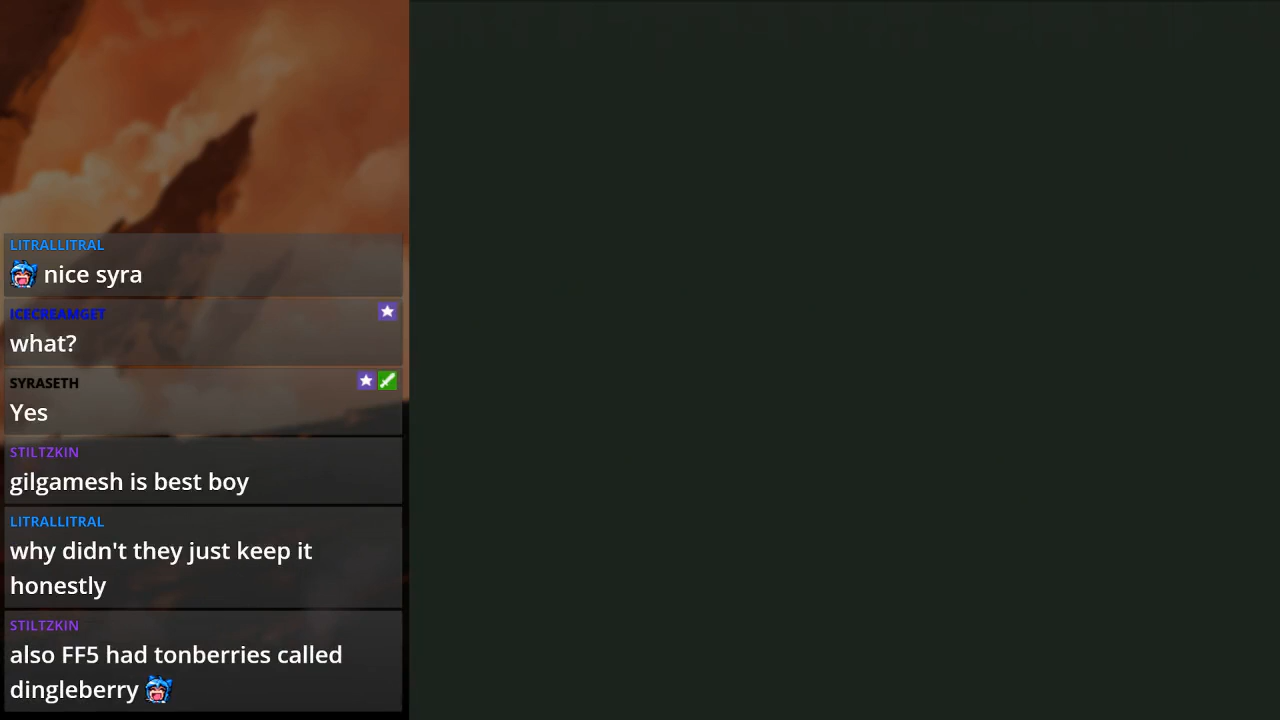 LITRALLITRAL
nice syra
ICECREAMGET
what?
SYRASETH
Yes
STILTZKIN
gilgamesh is best boy
LITRALLITRAL
why didn't they just keep it
honestly
STILTZKIN
also FF5 had tonberries called
dingleberry